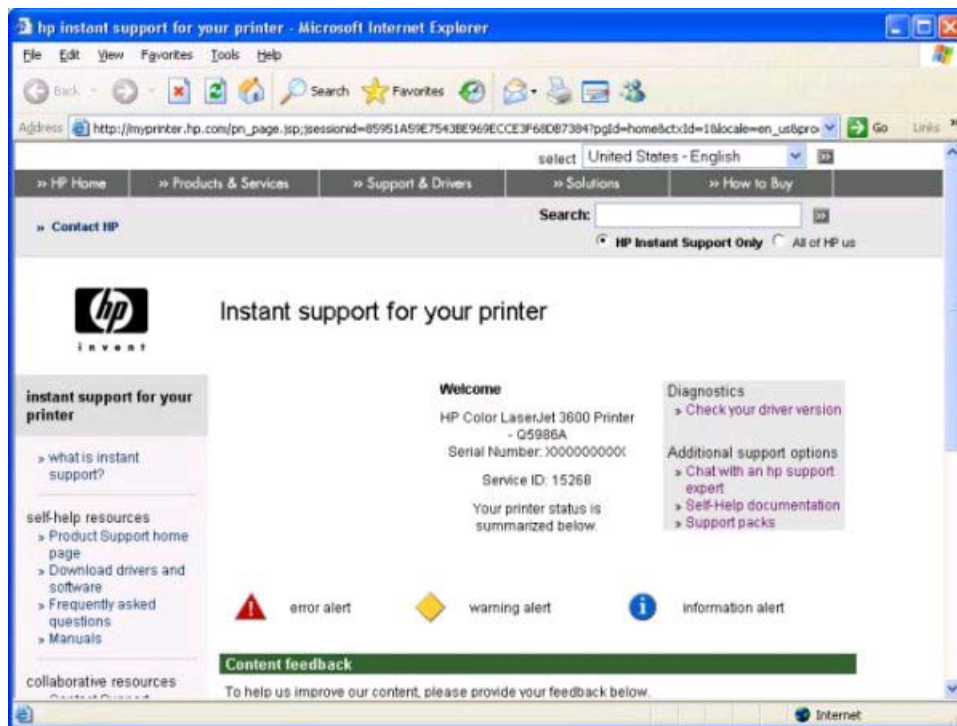 hp instant support for your printer - Microsoft Internet Explorer
File Edit View Favorites Tools Help
Back Search Favorites
Address http://myprinter.hp.com/pn_page.jsp;jsessionid=85951A59E7543BE969ECCE3F68DB7384?pgId=home&ctxId=1&locale=en_us&pro Go Links »
select United States - English
» HP Home » Products & Services » Support & Drivers » Solutions » How to Buy
» Contact HP
Search:
HP Instant Support Only All of HP us
hp
invent
Instant support for your printer
instant support for your
printer
» what is instant
support?
self-help resources
» Product Support home
page
» Download drivers and
software
» Frequently asked
questions
» Manuals
collaborative resources
Welcome
HP Color LaserJet 3600 Printer
- Q5986A
Serial Number: XXXXXXXXXX
Service ID: 15268
Your printer status is
summarized below.
Diagnostics
» Check your driver version
Additional support options
» Chat with an hp support
expert
» Self-Help documentation
» Support packs
error alert warning alert information alert
Content feedback
To help us improve our content, please provide your feedback below.
Internet